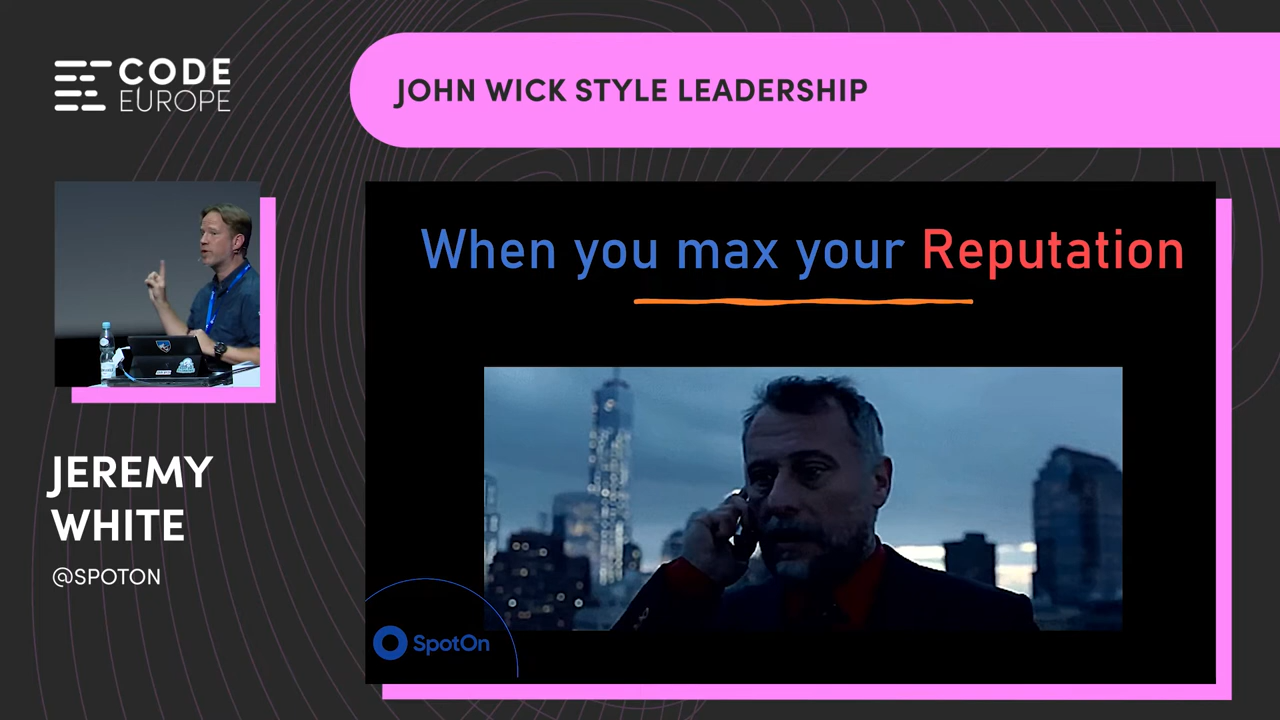 CODE
EUROPE
JOHN WICK STYLE LEADERSHIP
When you max your Reputation
JEREMY
WHITE
@SPOTON
SpotOn